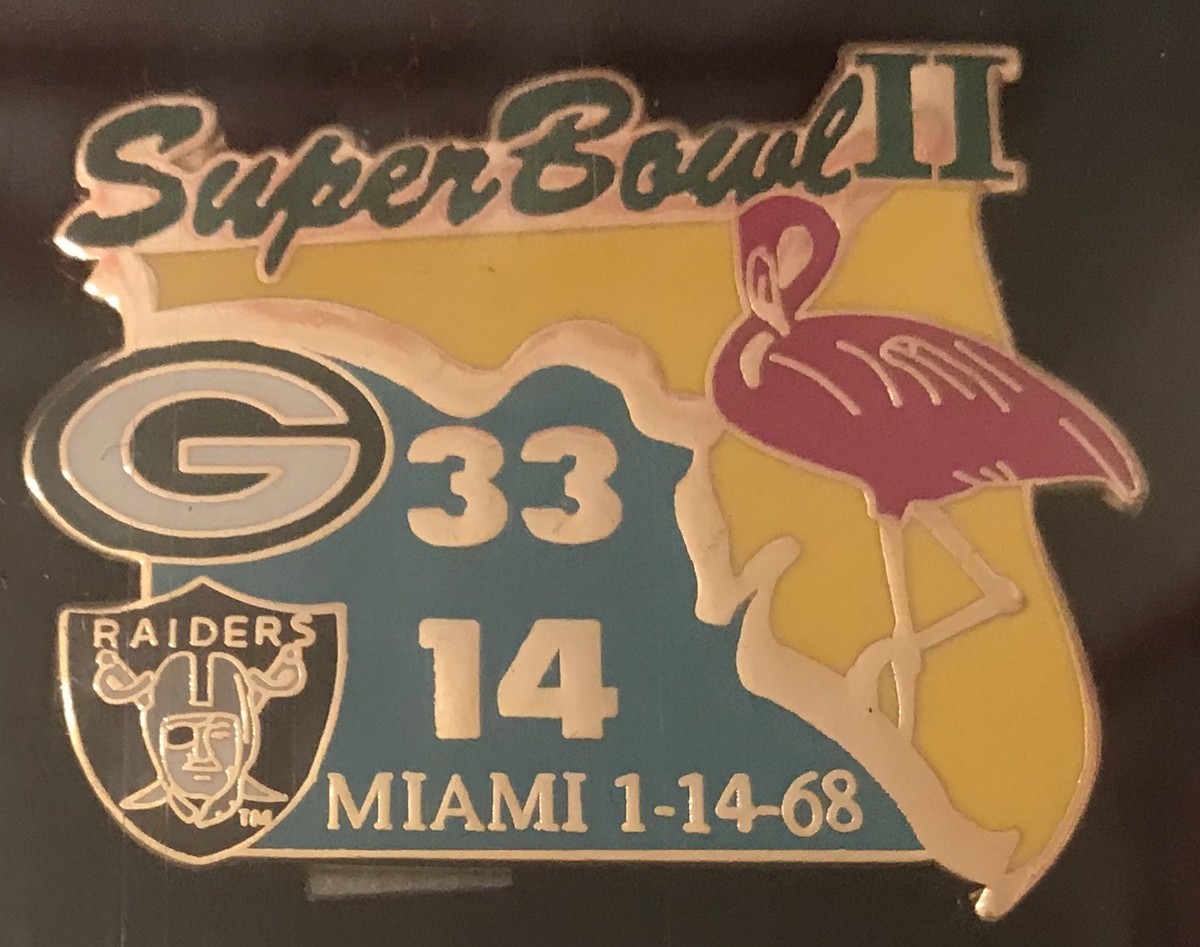 Super Bowl II
G 33
RAIDERS
14
TM
MIAMI 1-14-68